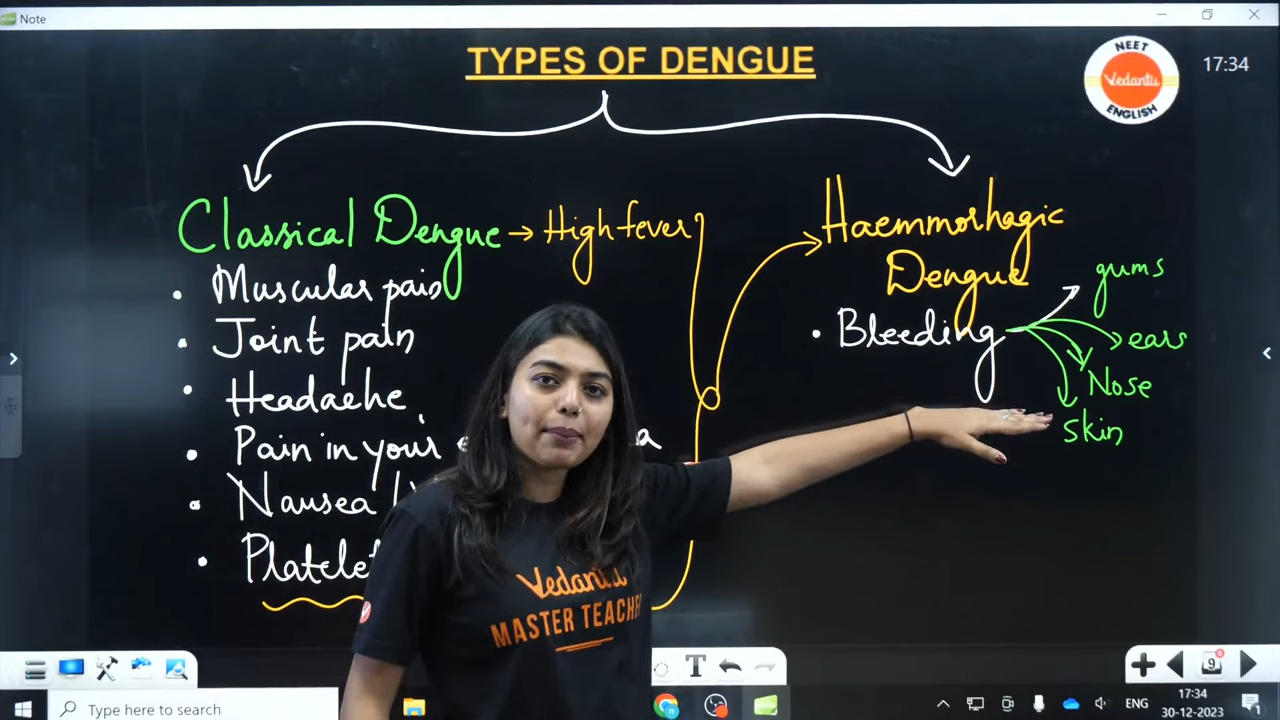 Note
TYPES OF DENGUE
NEET
Vedantu
ENGLISH
17:34
Classical Dengue → High fever
• Muscular pain
• Joint pain
• Headache
• Pain in your
• Nausea
• Platelet
Haemmorhagic
Dengue
• Bleeding
gums
ears
Nose
skin
Vedantu
MASTER TEACHER
T
9
Type here to search
ENG
17:34
30-12-2023
1